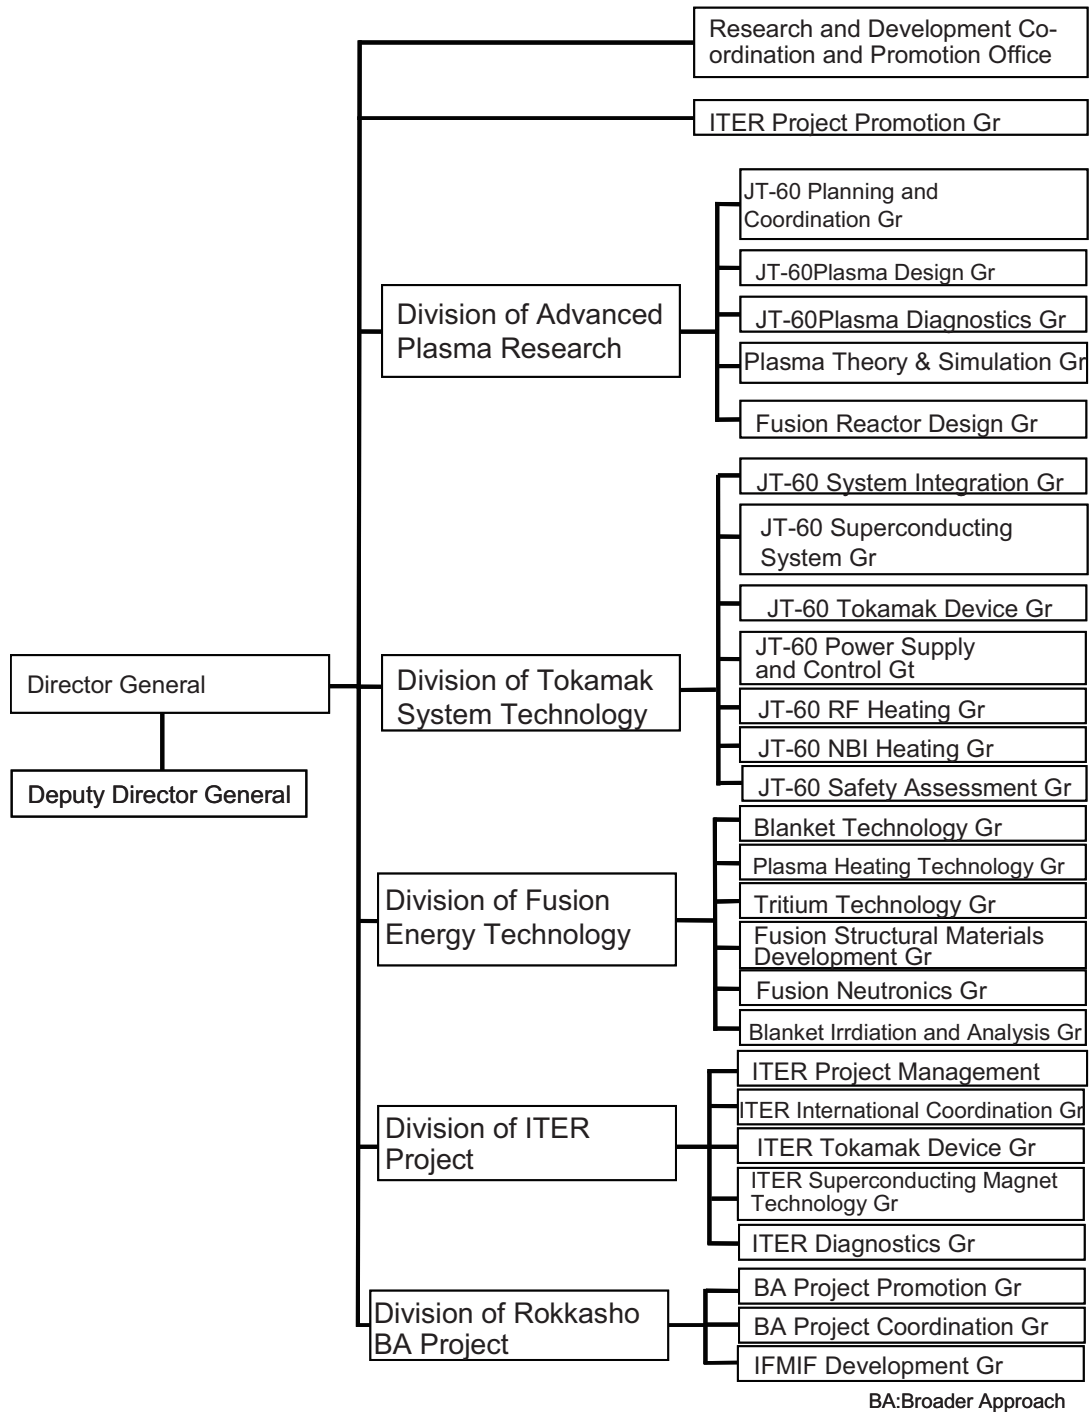 Research and Development Co-
ordination and Promotion Office
ITER Project Promotion Gr
JT-60 Planning and
Coordination Gr
JT-60Plasma Design Gr
Division of Advanced
Plasma Research
JT-60Plasma Diagnostics Gr
Plasma Theory & Simulation Gr
Fusion Reactor Design Gr
JT-60 System Integration Gr
JT-60 Superconducting
System Gr
JT-60 Tokamak Device Gr
Director General
Deputy Director General
Division of Tokamak
System Technology
JT-60 Power Supply
and Control Gt
JT-60 RF Heating Gr
JT-60 NBI Heating Gr
JT-60 Safety Assessment Gr
Division of Fusion
Energy Technology
Blanket Technology Gr
Plasma Heating Technology Gr
Tritium Technology Gr
Fusion Structural Materials
Development Gr
Fusion Neutronics Gr
Blanket Irrdiation and Analysis Gr
Division of ITER
Project
ITER Project Management
ITER International Coordination Gr
ITER Tokamak Device Gr
ITER Superconducting Magnet
Technology Gr
ITER Diagnostics Gr
Division of Rokkasho
BA Project
BA Project Promotion Gr
BA Project Coordination Gr
IFMIF Development Gr
BA:Broader Approach